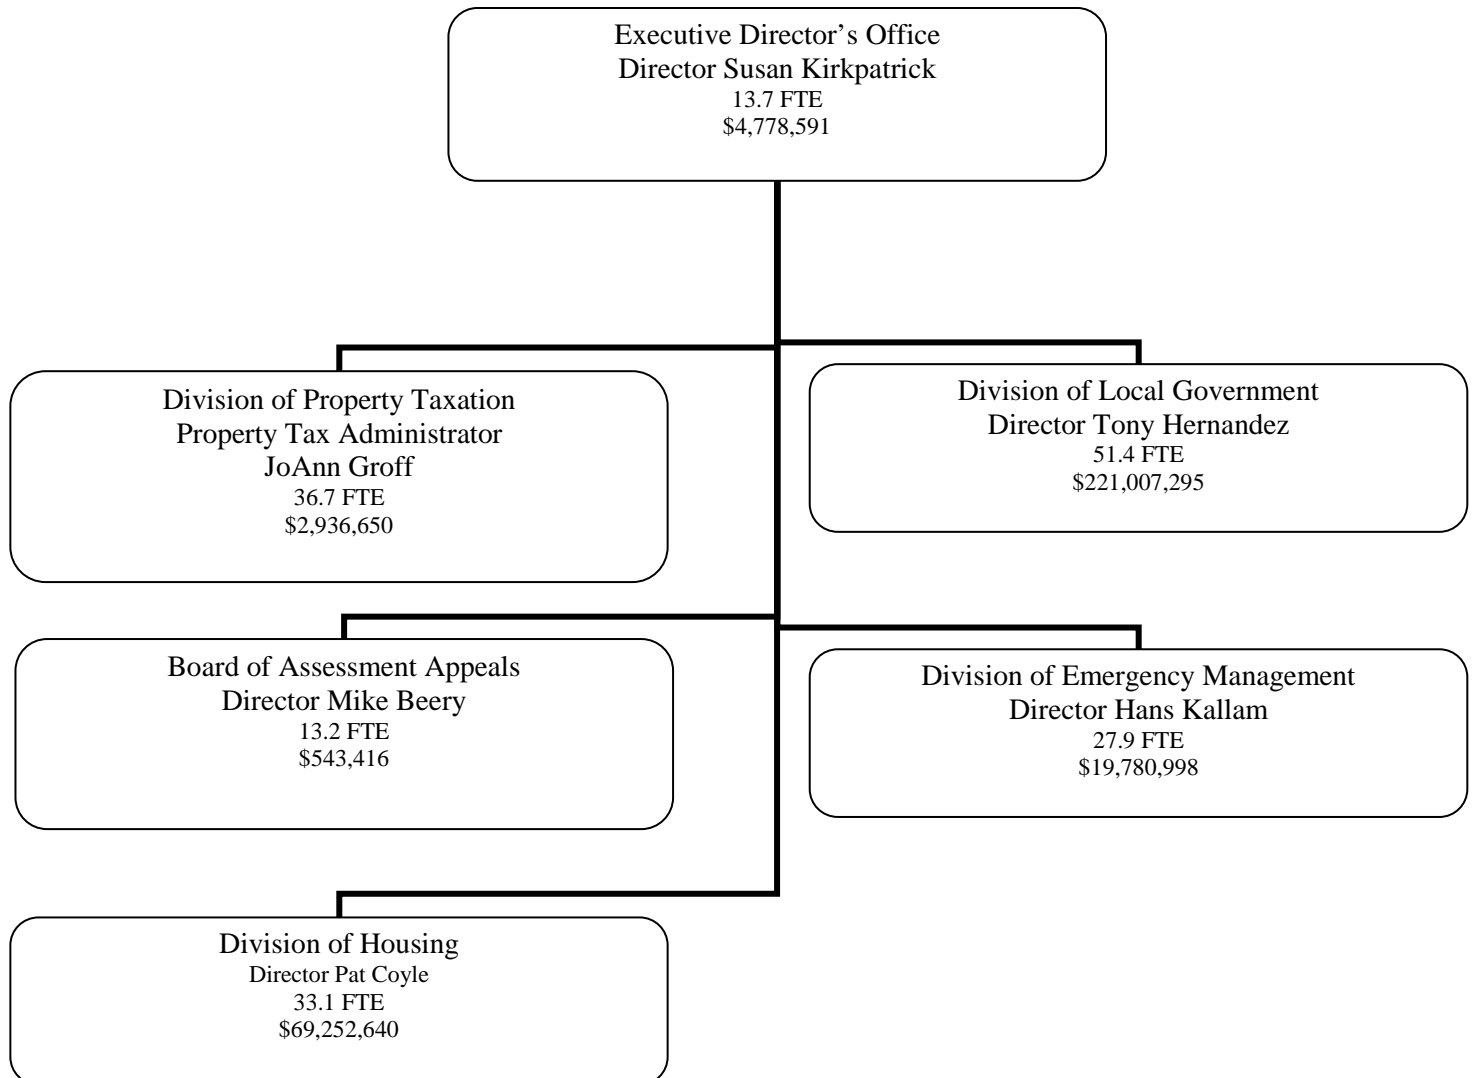 Executive Director’s Office
Director Susan Kirkpatrick
13.7 FTE
$4,778,591
Division of Property Taxation
Property Tax Administrator
JoAnn Groff
36.7 FTE
$2,936,650
Division of Local Government
Director Tony Hernandez
51.4 FTE
$221,007,295
Board of Assessment Appeals
Director Mike Beery
13.2 FTE
$543,416
Division of Emergency Management
Director Hans Kallam
27.9 FTE
$19,780,998
Division of Housing
Director Pat Coyle
33.1 FTE
$69,252,640